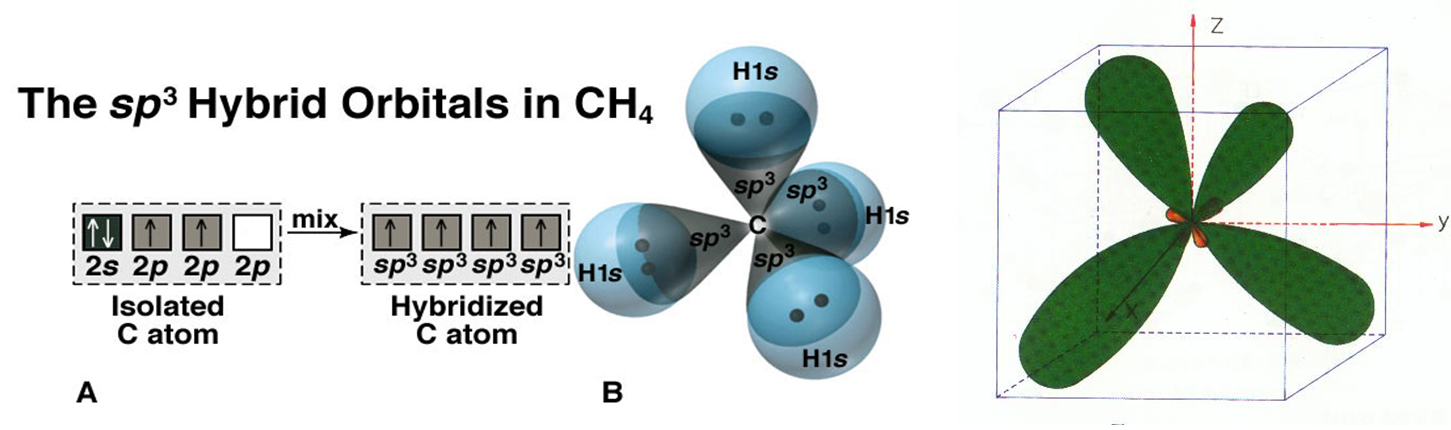 The sp³ Hybrid Orbitals in CH₄
mix
2s 2p 2p 2p
sp³ sp³ sp³ sp³
Isolated
C atom
Hybridized
C atom
A
H1s
sp³
sp³
H1s
C
sp³
sp³
H1s
H1s
B
Z
y
X